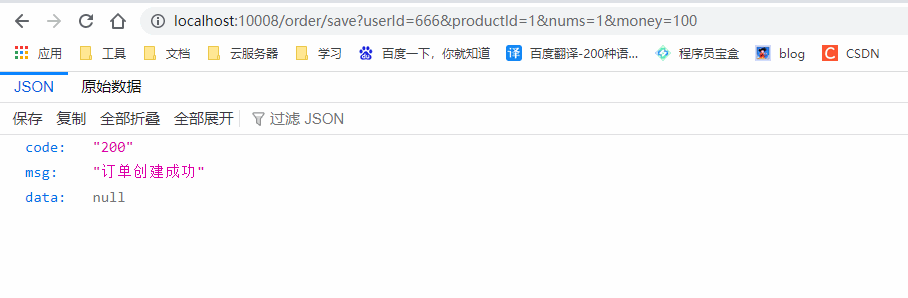 localhost:10008/order/save?userId=666&productId=1&nums=1&money=100
应用 工具 文档 云服务器 学习 百度一下，你就知道 译 百度翻译-200种语... 程序员宝盒 blog C CSDN
JSON 原始数据
保存 复制 全部折叠 全部展开 过滤 JSON
code: "200"
msg: "订单创建成功"
data: null